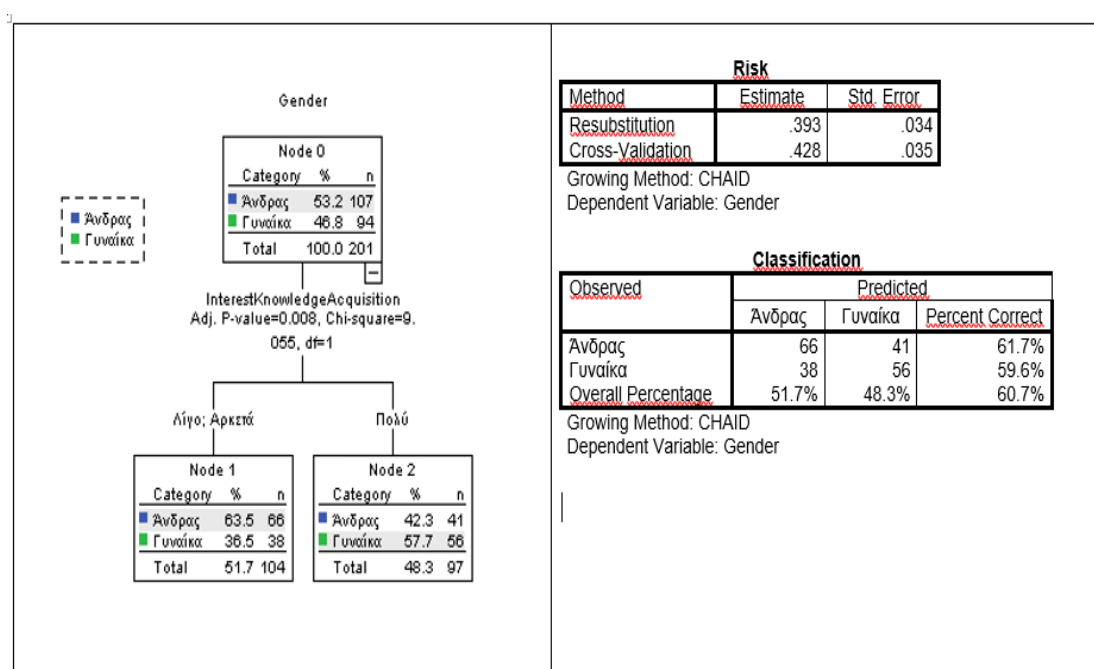 Gender
Node 0
Category % n
Άνδρας 53.2 107
Γυναίκα 46.8 94
Total 100.0 201
Άνδρας
Γυναίκα
InterestKnowledgeAcquisition
Adj. P-value=0.008, Chi-square=9.
055, df=1
Λίγο; Αρκετά
Πολύ
Node 1
Category % n
Άνδρας 63.5 66
Γυναίκα 36.5 38
Total 51.7 104
Node 2
Category % n
Άνδρας 42.3 41
Γυναίκα 57.7 56
Total 48.3 97
Risk
Method Estimate Std. Error
Resubstitution .393 .034
Cross-Validation .428 .035
Growing Method: CHAID
Dependent Variable: Gender
Classification
Observed Predicted
Άνδρας Γυναίκα Percent Correct
Άνδρας 66 41 61.7%
Γυναίκα 38 56 59.6%
Overall Percentage 51.7% 48.3% 60.7%
Growing Method: CHAID
Dependent Variable: Gender